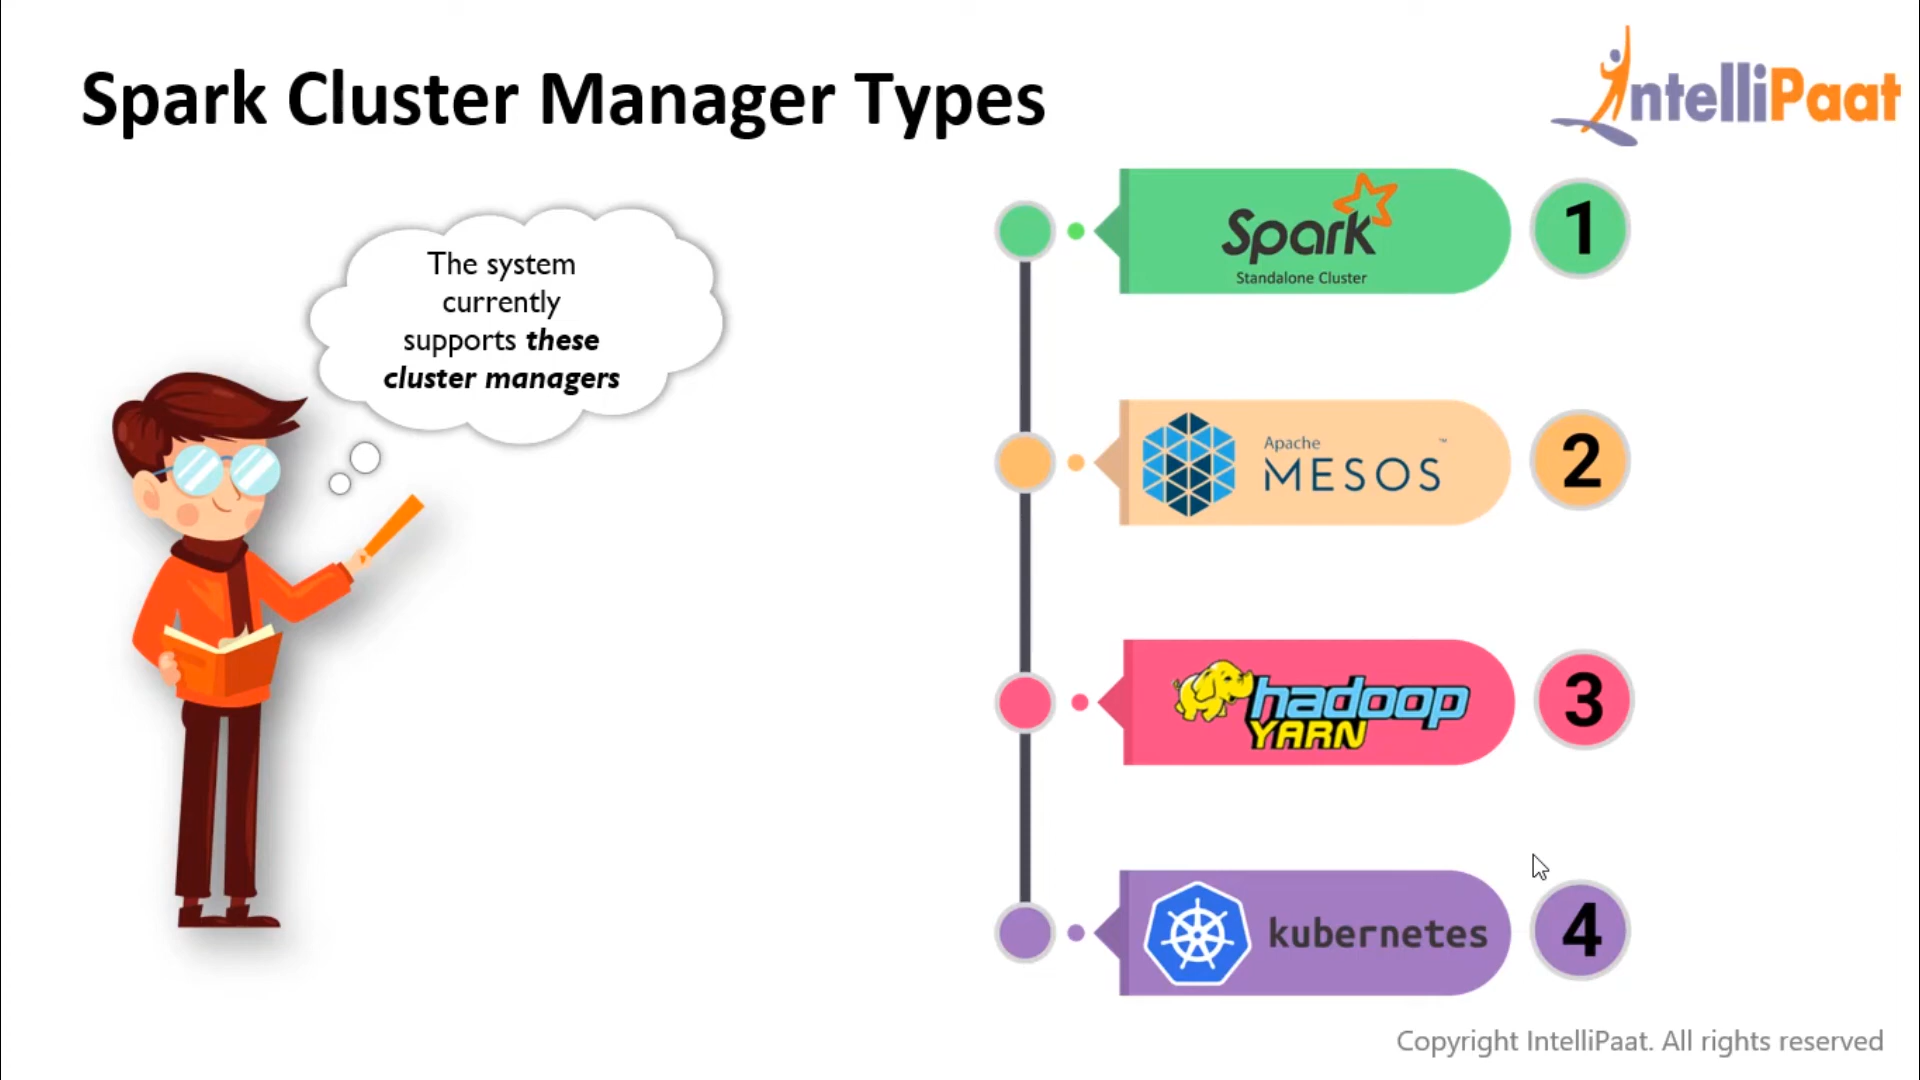 Spark Cluster Manager Types
IntelliPaat
The system
currently
supports these
cluster managers
Spark
Standalone Cluster
1
Apache
MESOS™
2
hadoop
YARN
3
kubernetes
4
Copyright IntelliPaat. All rights reserved